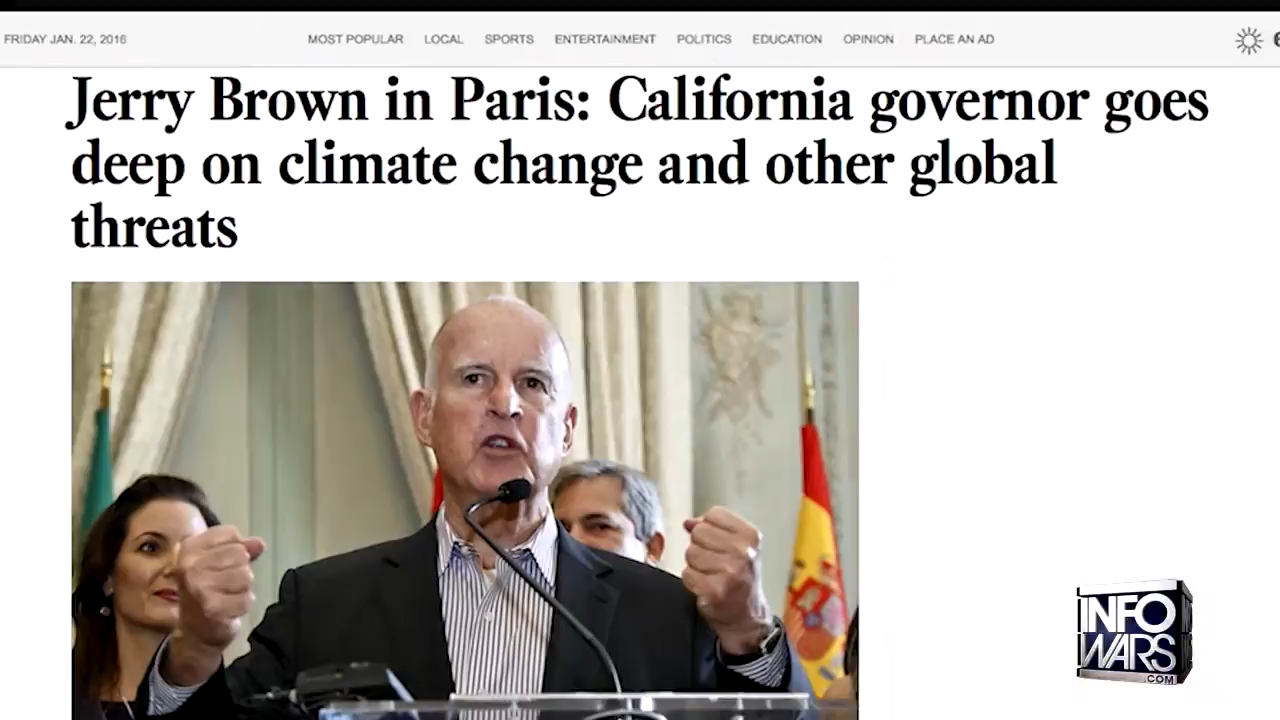 FRIDAY JAN. 22, 2016 MOST POPULAR LOCAL SPORTS ENTERTAINMENT POLITICS EDUCATION OPINION PLACE AN AD 6
Jerry Brown in Paris: California governor goes
deep on climate change and other global
threats
INFO
WARS
.COM